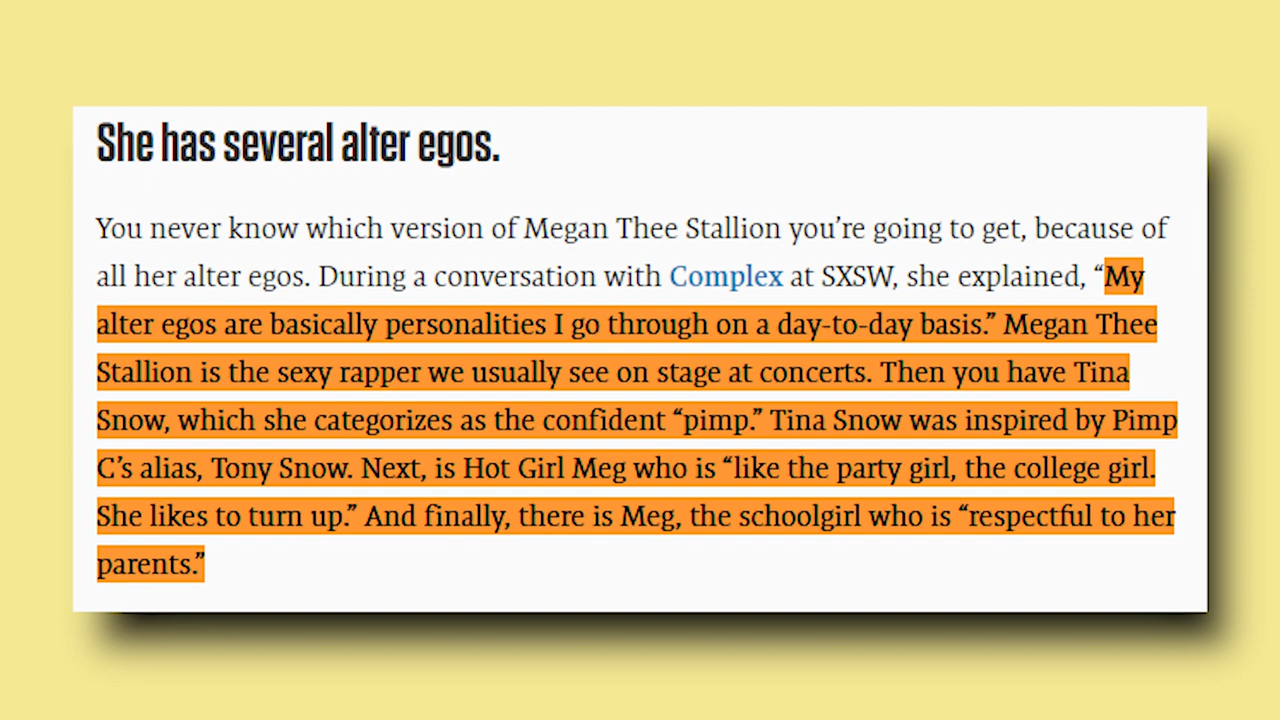 She has several alter egos.
You never know which version of Megan Thee Stallion you’re going to get, because of
all her alter egos. During a conversation with Complex at SXSW, she explained, “My
alter egos are basically personalities I go through on a day-to-day basis.” Megan Thee
Stallion is the sexy rapper we usually see on stage at concerts. Then you have Tina
Snow, which she categorizes as the confident “pimp.” Tina Snow was inspired by Pimp
C’s alias, Tony Snow. Next, is Hot Girl Meg who is “like the party girl, the college girl.
She likes to turn up.” And finally, there is Meg, the schoolgirl who is “respectful to her
parents.”